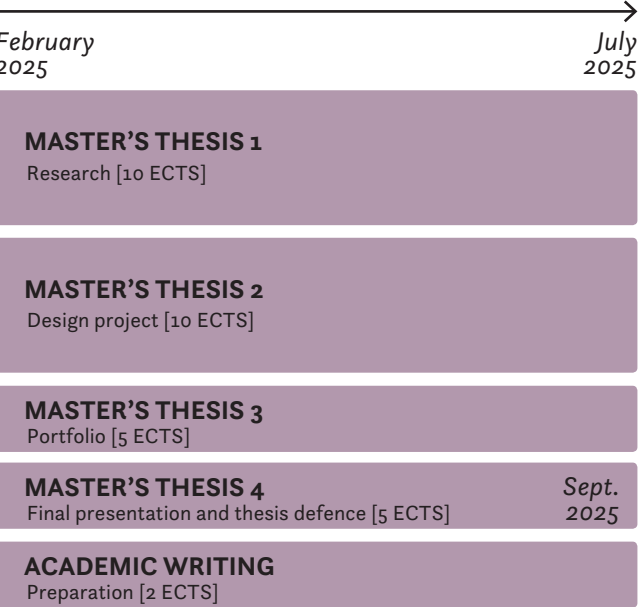 February July
2025 2025
MASTER’S THESIS 1
Research [10 ECTS]
MASTER’S THESIS 2
Design project [10 ECTS]
MASTER’S THESIS 3
Portfolio [5 ECTS]
MASTER’S THESIS 4
Final presentation and thesis defence [5 ECTS]
Sept.
2025
ACADEMIC WRITING
Preparation [2 ECTS]